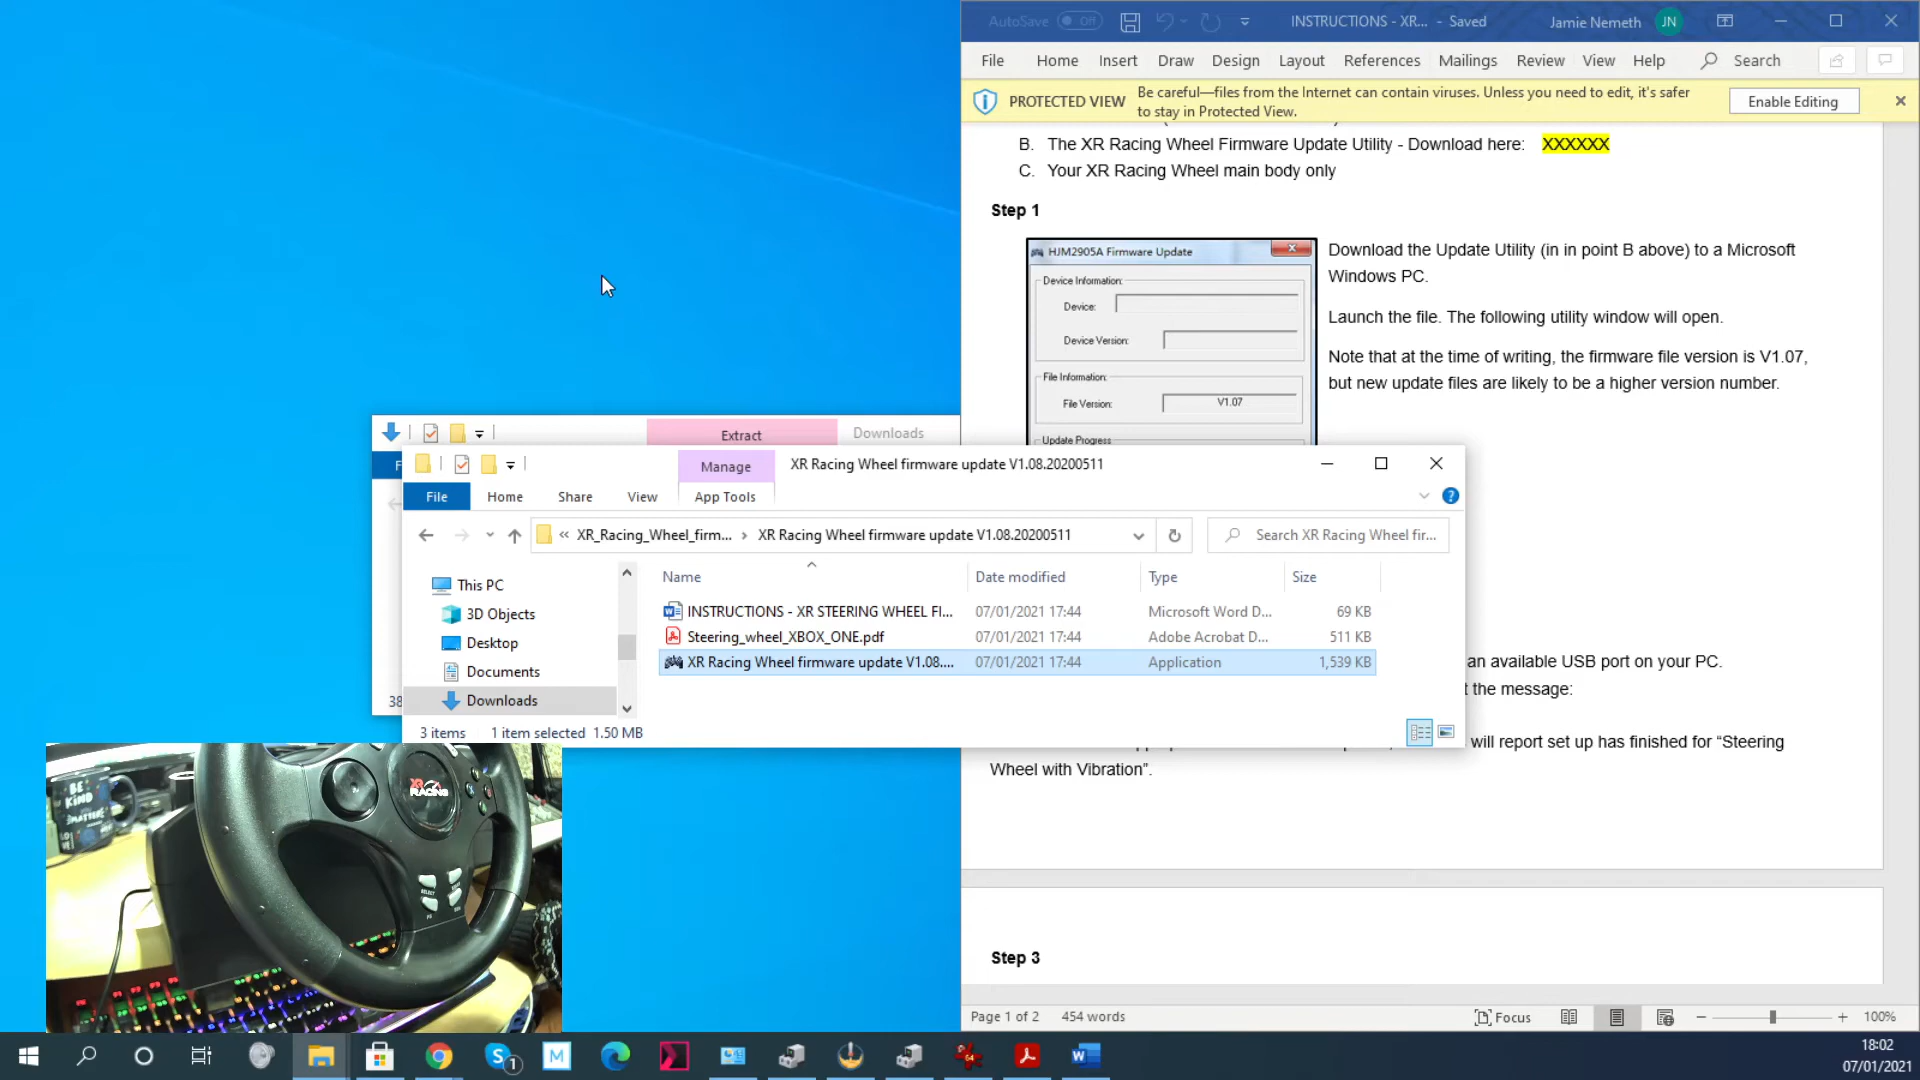 AutoSave Off INSTRUCTIONS - XR... - Saved Jamie Nemeth JN
File Home Insert Draw Design Layout References Mailings Review View Help Search
PROTECTED VIEW Be careful—files from the Internet can contain viruses. Unless you need to edit, it's safer
to stay in Protected View.
Enable Editing
B. The XR Racing Wheel Firmware Update Utility - Download here: XXXXXX
C. Your XR Racing Wheel main body only
Step 1
HJM2905A Firmware Update
Device Information:
Device:
Device Version:
File Information:
File Version: V1.07
Update Progress
Download the Update Utility (in in point B above) to a Microsoft
Windows PC.
Launch the file. The following utility window will open.
Note that at the time of writing, the firmware file version is V1.07,
but new update files are likely to be a higher version number.
Extract Downloads
Manage XR Racing Wheel firmware update V1.08.20200511
File Home Share View App Tools
« XR_Racing_Wheel_firm... › XR Racing Wheel firmware update V1.08.20200511
Search XR Racing Wheel fir...
This PC
3D Objects
Desktop
Documents
Downloads
Name Date modified Type Size
INSTRUCTIONS - XR STEERING WHEEL FI... 07/01/2021 17:44 Microsoft Word D... 69 KB
Steering_wheel_XBOX_ONE.pdf 07/01/2021 17:44 Adobe Acrobat D... 511 KB
XR Racing Wheel firmware update V1.08.... 07/01/2021 17:44 Application 1,539 KB
38
3 items 1 item selected 1.50 MB
an available USB port on your PC.
t the message:
will report set up has finished for “Steering
Wheel with Vibration”.
Step 3
BE
KIND
XR
RACING
SELECT
Page 1 of 2 454 words Focus 100%
1
M
64
18:02
07/01/2021